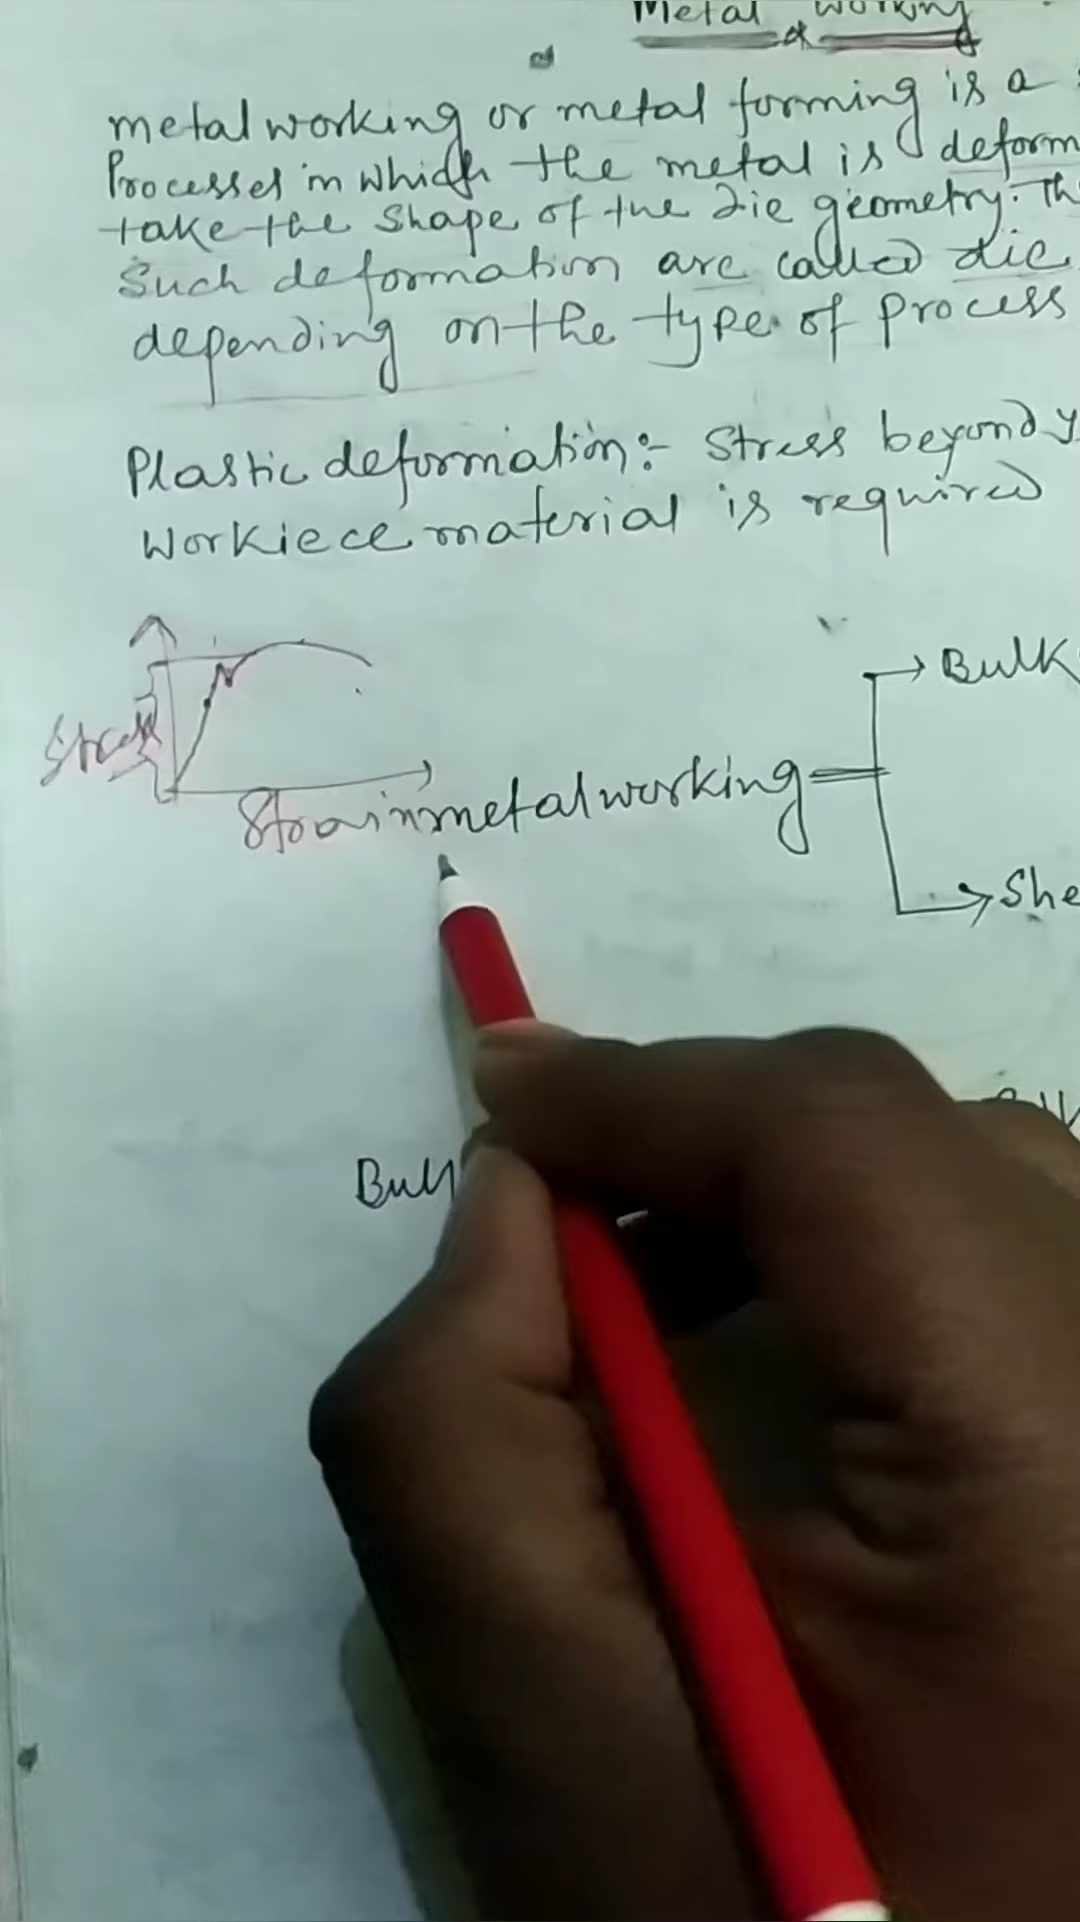 Metal working
metal working or metal forming is a
Processes in which the metal is deform
take the shape of the die geometry. Th
Such deformation are called die
depending on the type of process
Plastic deformation:- Stress beyond y
Workiece material is required
Bulk
Stress
Strain metal working
She
Bul